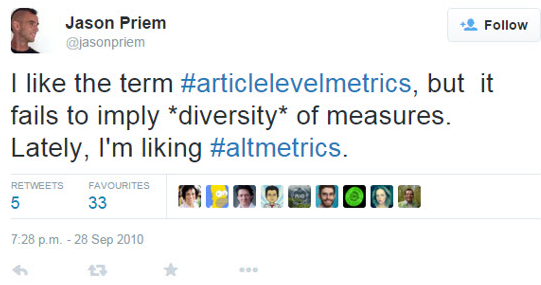 Jason Priem
@jasonpriem
Follow
I like the term #articlelevelmetrics, but  it
fails to imply *diversity* of measures.
Lately, I'm liking #altmetrics.
RETWEETS FAVOURITES
5 33
7:28 p.m. - 28 Sep 2010